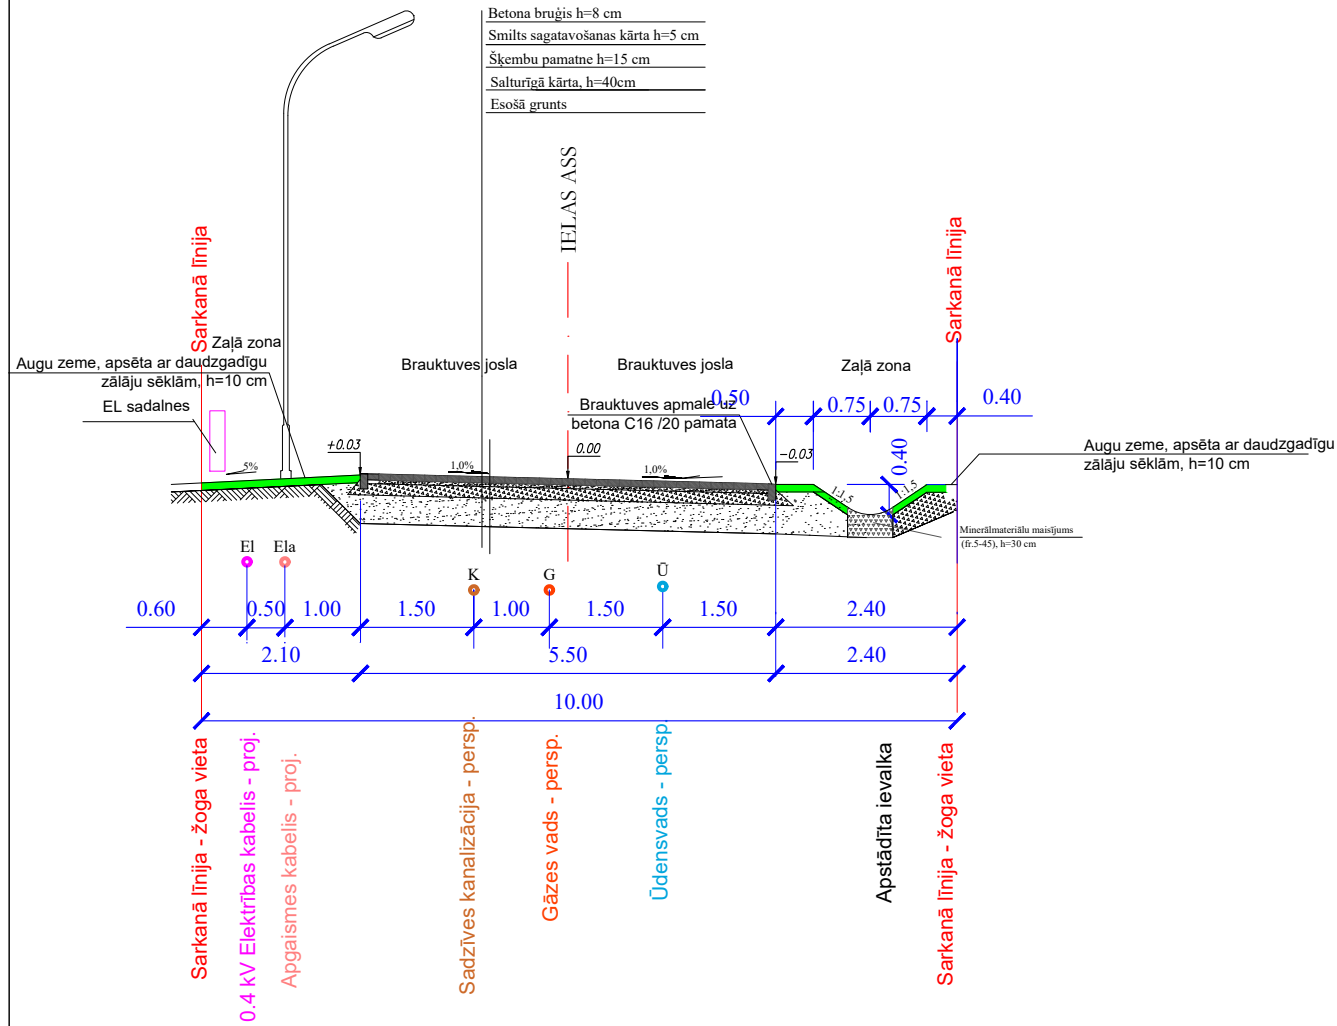 Betona bruģis h=8 cm
Smilts sagatavošanas kārta h=5 cm
Šķembu pamatne h=15 cm
Salturīgā kārta, h=40cm
Esošā grunts
IELAS ASS
Sarkanā līnija
Sarkanā līnija
Zaļā zona
Augu zeme, apsēta ar daudzgadīgu
zālāju sēklām, h=10 cm
EL sadalnes
Brauktuves josla
Brauktuves josla
Zaļā zona
0.50
0.75
0.75
0.40
Brauktuves apmale uz
betona C16 /20 pamata
Augu zeme, apsēta ar daudzgadīgu
zālāju sēklām, h=10 cm
+0.03
0.00
-0.03
0.40
5%
1,0%
1,0%
1:1,5
1:1,5
Minerālmateriālu maisījums
(fr.5-45), h=30 cm
El
Ela
K
G
Ū
0.60
0.50
1.00
1.50
1.00
1.50
1.50
2.40
2.10
5.50
2.40
10.00
Sarkanā līnija - žoga vieta
0.4 kV Elektrības kabelis - proj.
Apgaismes kabelis - proj.
Sadzīves kanalizācija - persp.
Gāzes vads - persp.
Ūdensvads - persp.
Apstādīta ievalka
Sarkanā līnija - žoga vieta